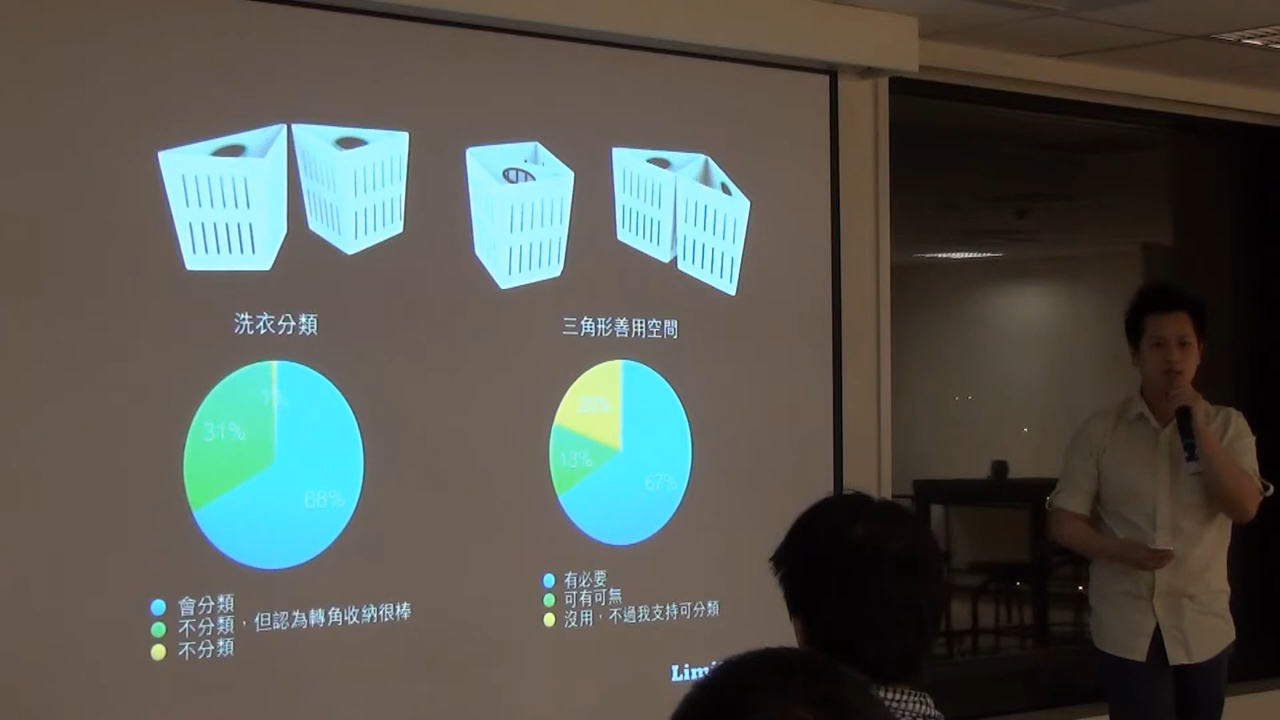 洗衣分類
三角形善用空間
1%
31%
68%
20%
13%
67%
會分類
不分類，但認為轉角收納很棒
不分類
有必要
可有可無
沒用，不過我支持可分類